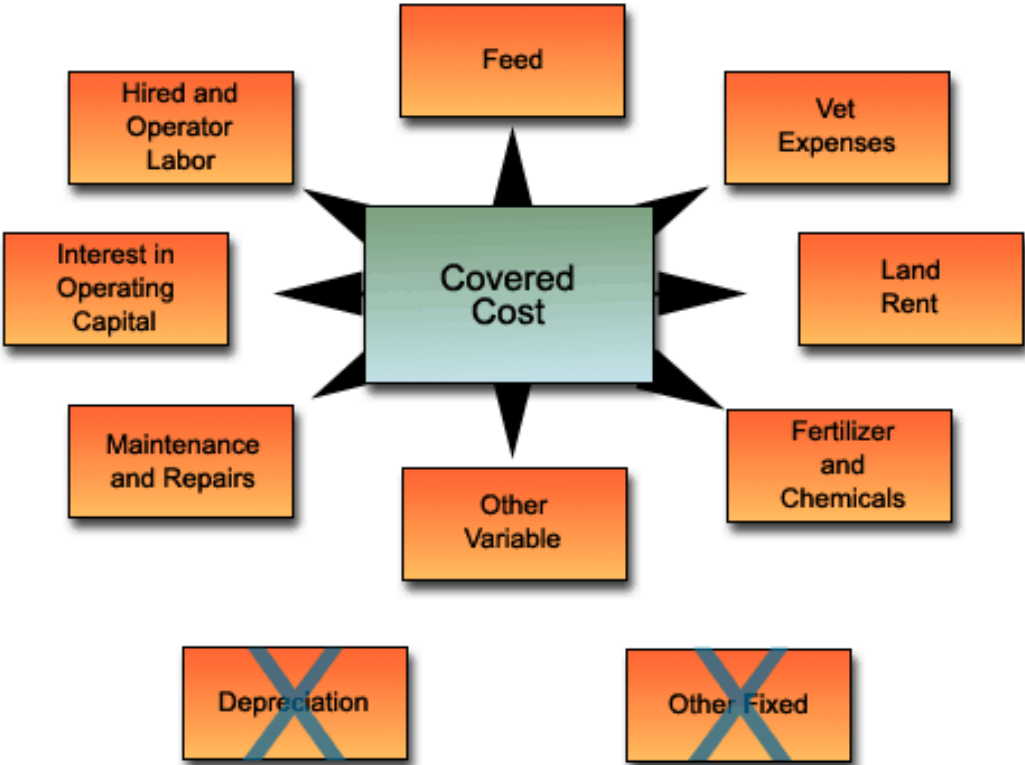 Feed
Hired and
Operator
Labor
Vet
Expenses
Interest in
Operating
Capital
Covered
Cost
Land
Rent
Maintenance
and Repairs
Other
Variable
Fertilizer
and
Chemicals
Depreciation
Other Fixed